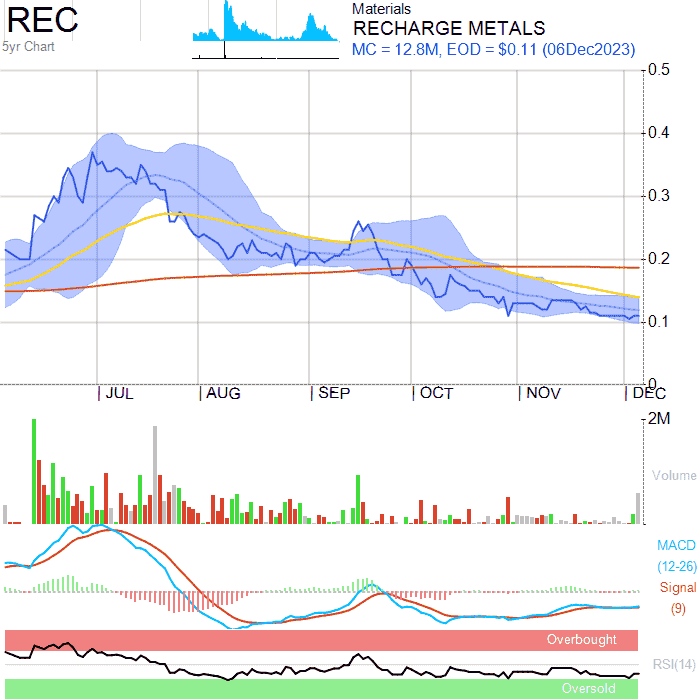 REC
5yr Chart
Materials
RECHARGE METALS
MC = 12.8M, EOD = $0.11 (06Dec2023)
0.5
0.4
0.3
0.2
0.1
0
JUL AUG SEP OCT NOV DEC
2M
Volume
MACD
(12-26)
Signal
(9)
Overbought
RSI(14)
Oversold